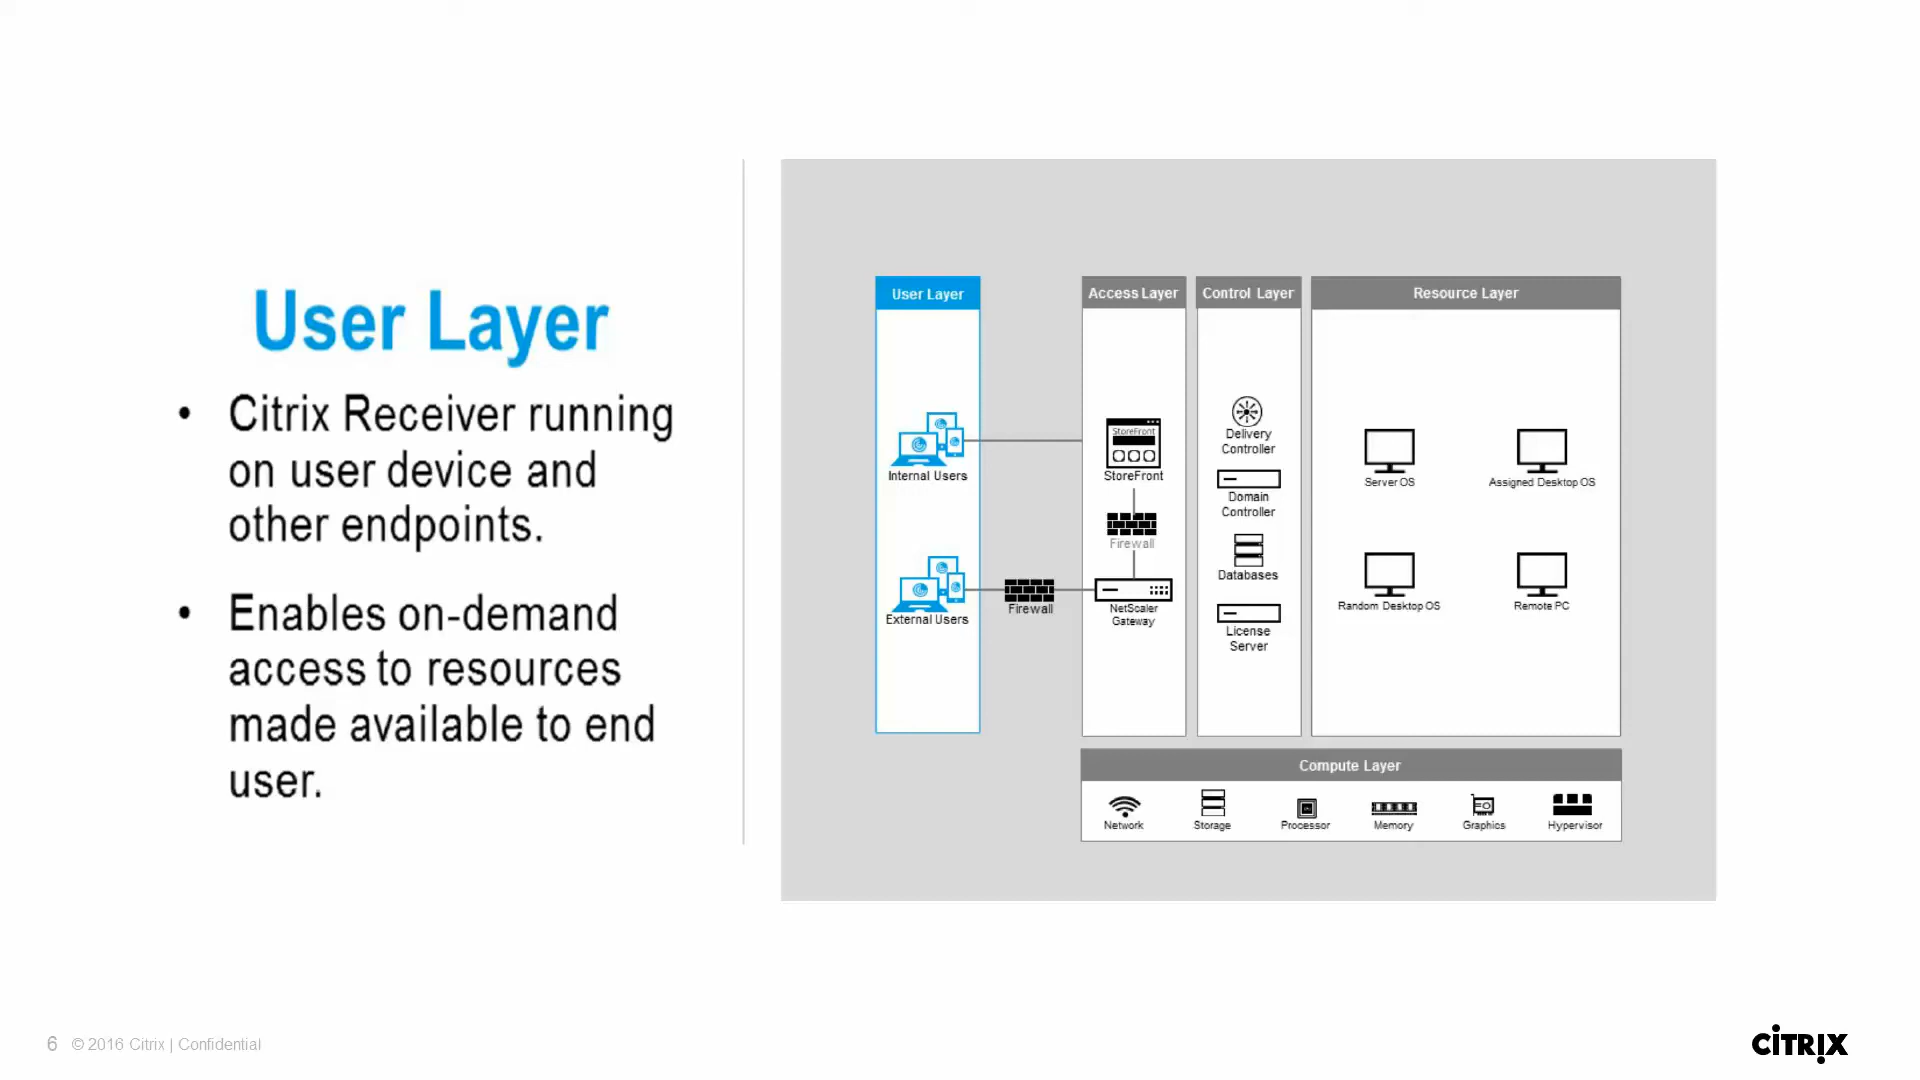 User Layer
• Citrix Receiver running
on user device and
other endpoints.
• Enables on-demand
access to resources
made available to end
user.
User Layer
Internal Users
External Users
Firewall
Access Layer
StoreFront
StoreFront
Firewall
NetScaler
Gateway
Control Layer
Delivery
Controller
Domain
Controller
Databases
License
Server
Resource Layer
Server OS
Assigned Desktop OS
Random Desktop OS
Remote PC
Compute Layer
Network
Storage
Processor
Memory
Graphics
Hypervisor
6 © 2016 Citrix | Confidential
CİTRIX